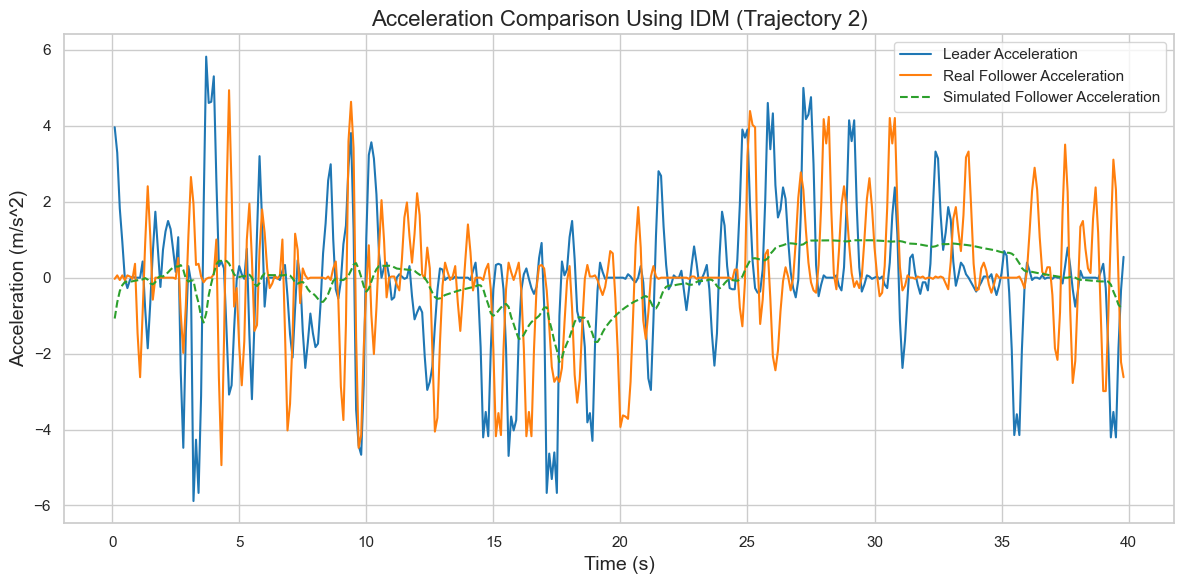 Acceleration Comparison Using IDM (Trajectory 2)
Leader Acceleration
Real Follower Acceleration
Simulated Follower Acceleration
Acceleration (m/s^2)
6
4
2
0
−2
−4
−6
0 5 10 15 20 25 30 35 40
Time (s)